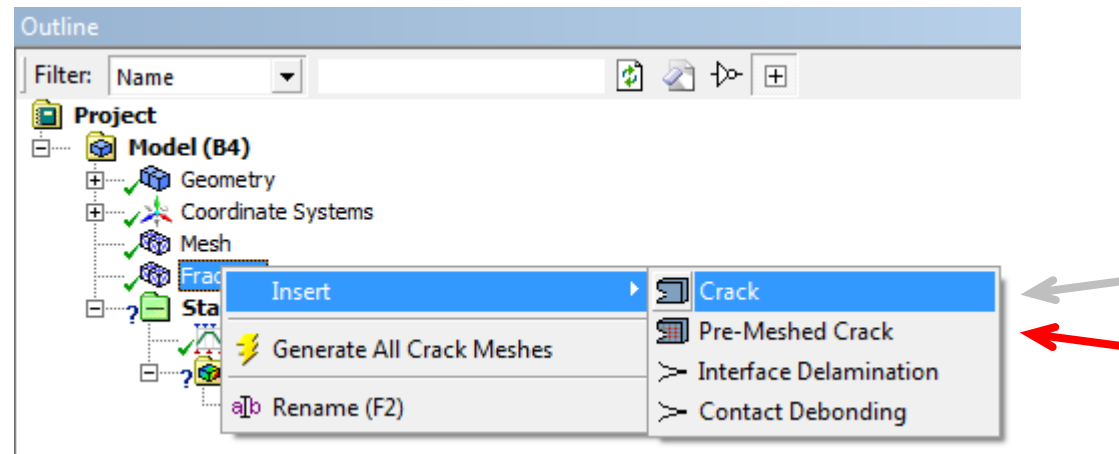 Outline
Filter: Name
Project
Model (B4)
Geometry
Coordinate Systems
Mesh
Frac
Sta
Insert
Generate All Crack Meshes
Rename (F2)
Crack
Pre-Meshed Crack
Interface Delamination
Contact Debonding